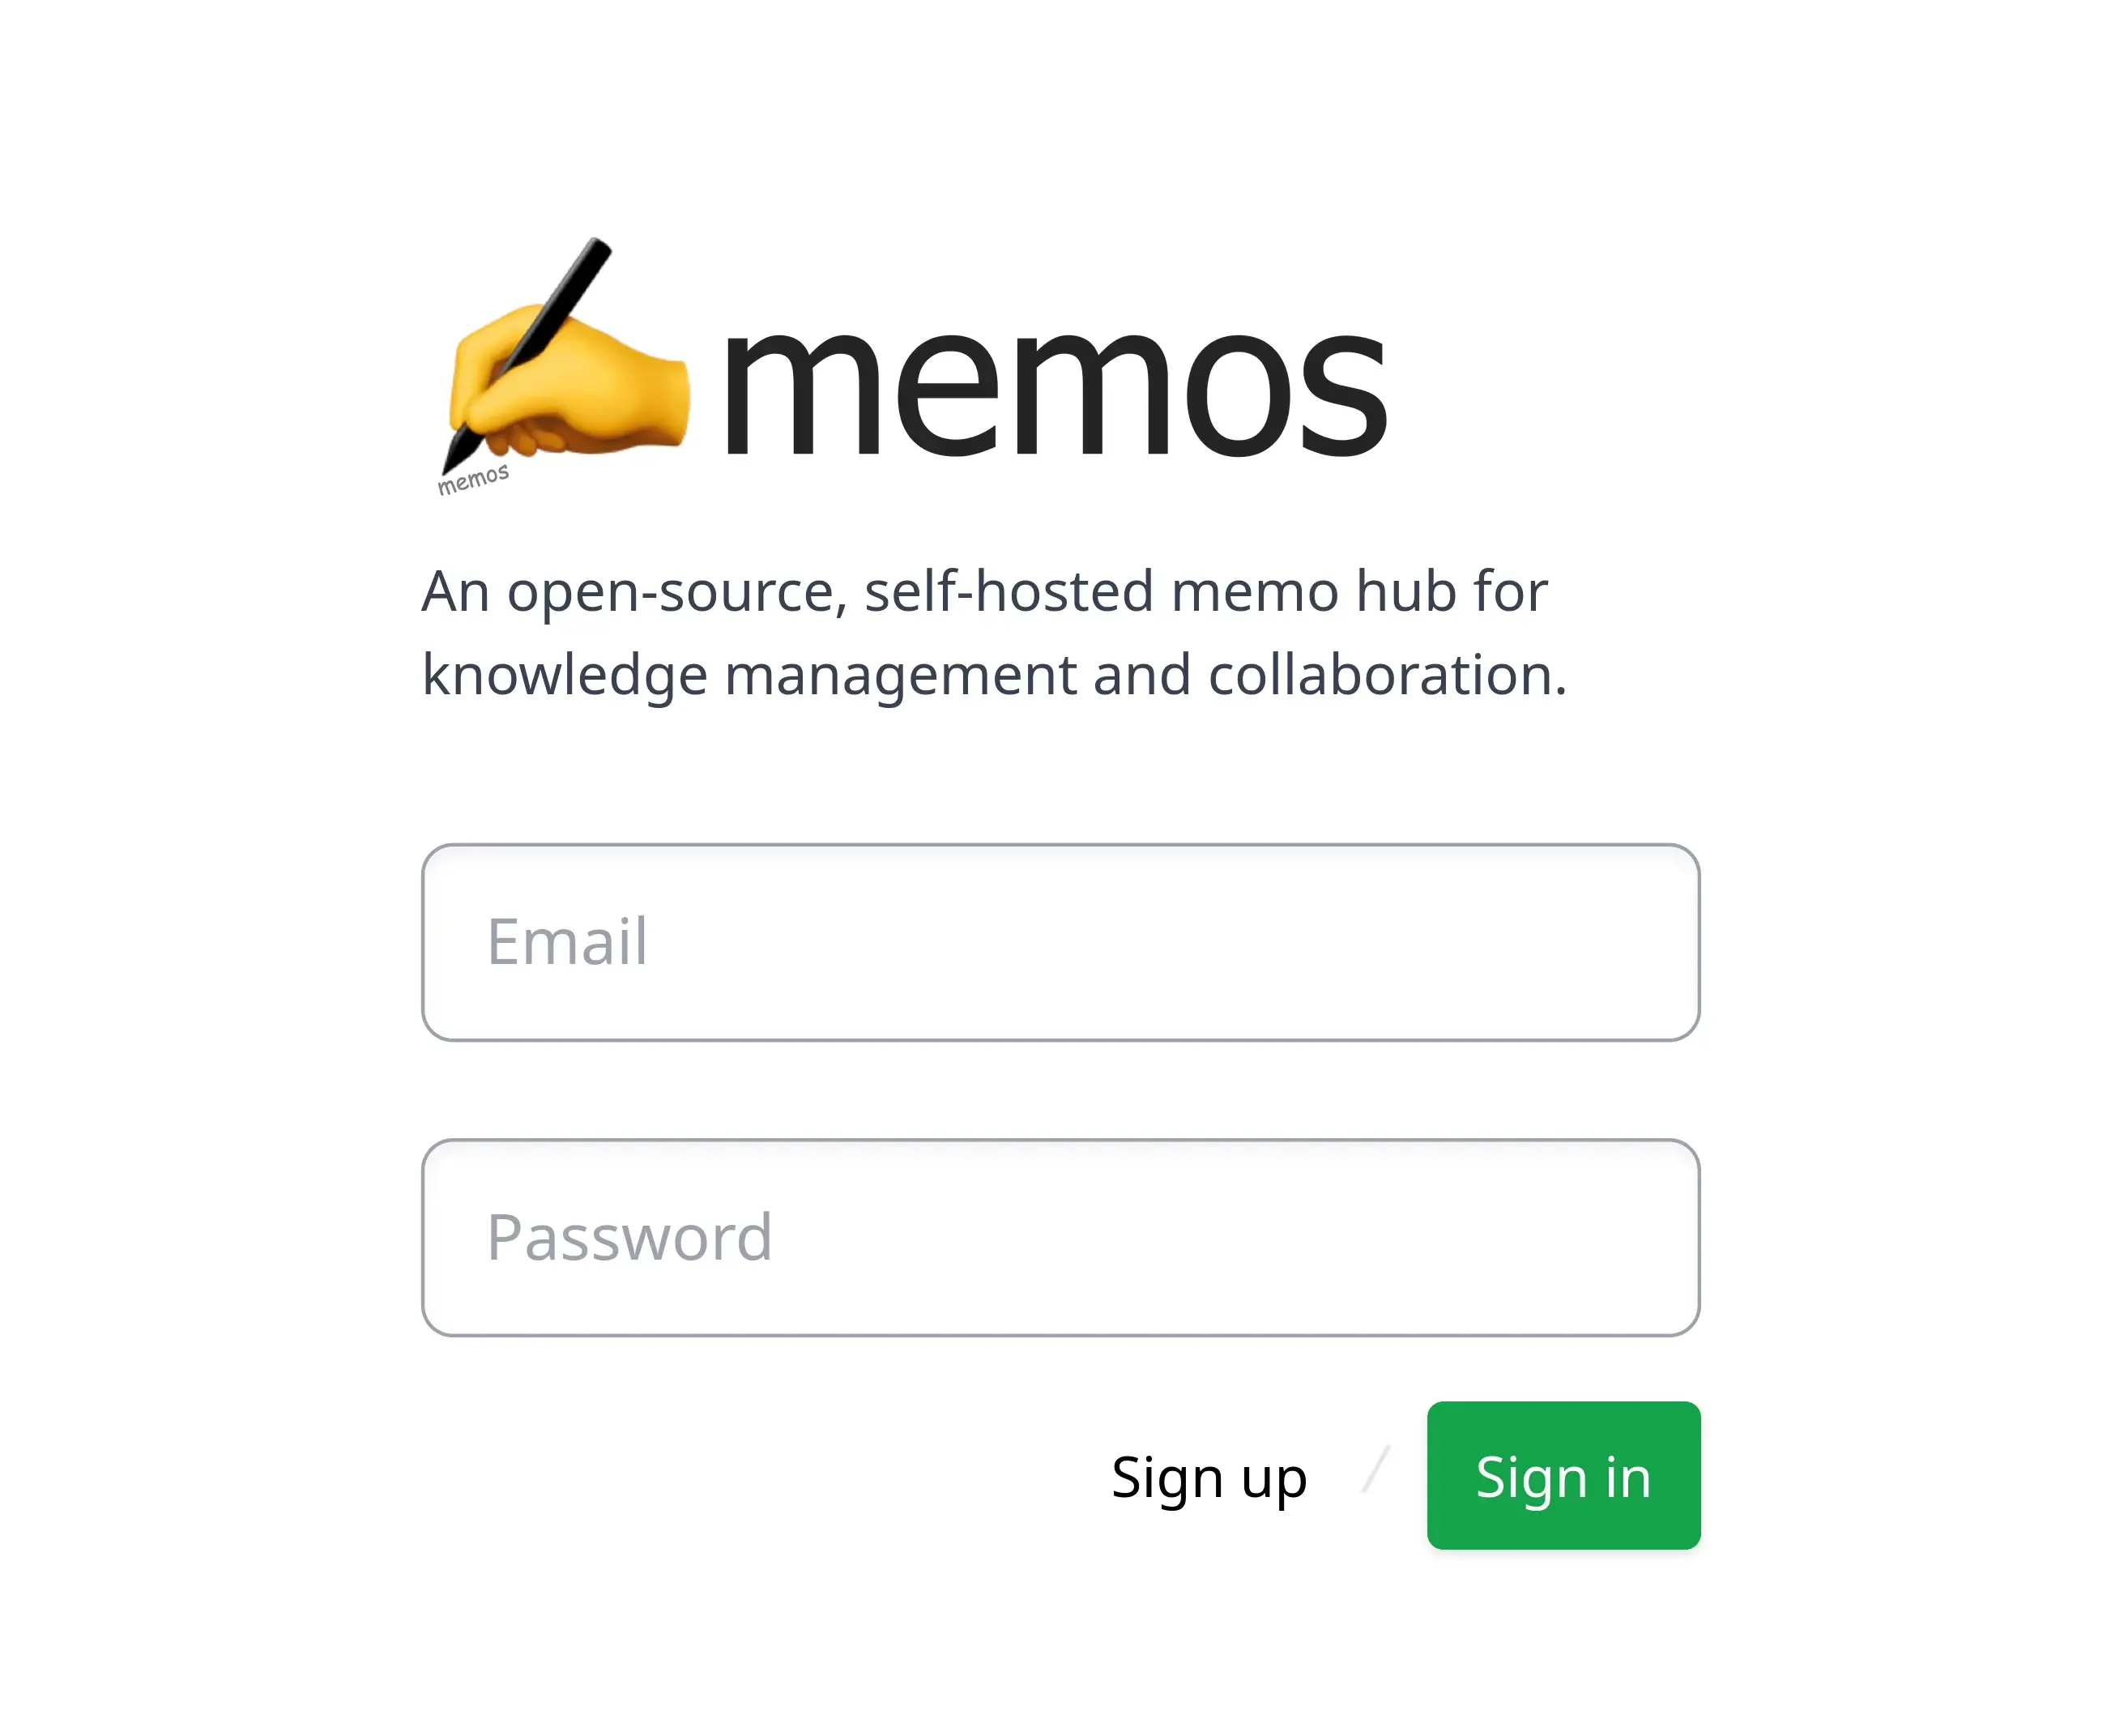 memos
memos
An open-source, self-hosted memo hub for
knowledge management and collaboration.
Email
Password
Sign up / Sign in